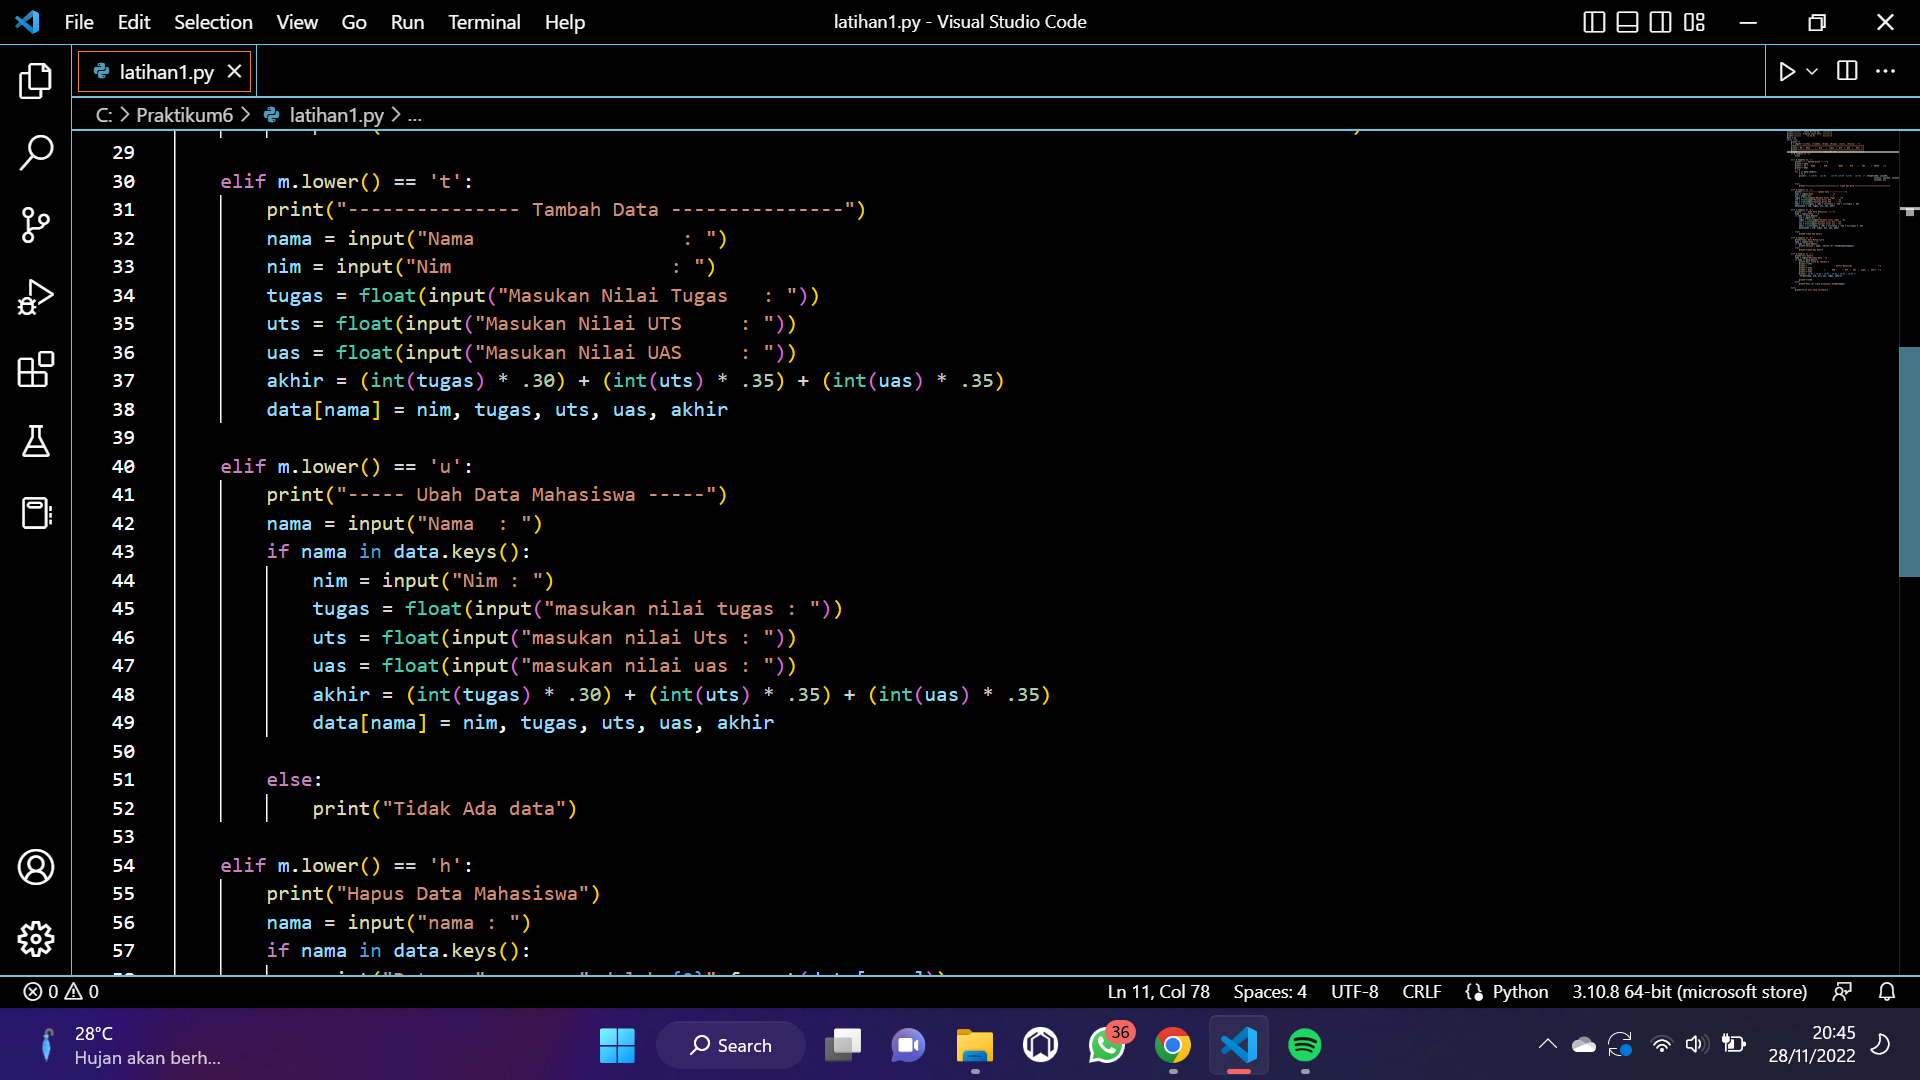 File Edit Selection View Go Run Terminal Help latihan1.py - Visual Studio Code
latihan1.py
C: > Praktikum6 > latihan1.py > ...
29
30 elif m.lower() == 't':
31 print("--------------- Tambah Data ---------------")
32 nama = input("Nama                  : ")
33 nim = input("Nim                   : ")
34 tugas = float(input("Masukan Nilai Tugas   : "))
35 uts = float(input("Masukan Nilai UTS     : "))
36 uas = float(input("Masukan Nilai UAS     : "))
37 akhir = (int(tugas) * .30) + (int(uts) * .35) + (int(uas) * .35)
38 data[nama] = nim, tugas, uts, uas, akhir
39
40 elif m.lower() == 'u':
41 print("----- Ubah Data Mahasiswa -----")
42 nama = input("Nama  : ")
43 if nama in data.keys():
44 nim = input("Nim : ")
45 tugas = float(input("masukan nilai tugas : "))
46 uts = float(input("masukan nilai Uts : "))
47 uas = float(input("masukan nilai uas : "))
48 akhir = (int(tugas) * .30) + (int(uts) * .35) + (int(uas) * .35)
49 data[nama] = nim, tugas, uts, uas, akhir
50
51 else:
52 print("Tidak Ada data")
53
54 elif m.lower() == 'h':
55 print("Hapus Data Mahasiswa")
56 nama = input("nama : ")
57 if nama in data.keys():
0 0 Ln 11, Col 78 Spaces: 4 UTF-8 CRLF Python 3.10.8 64-bit (microsoft store)
28°C
Hujan akan berh...
Search
36
20:45
28/11/2022